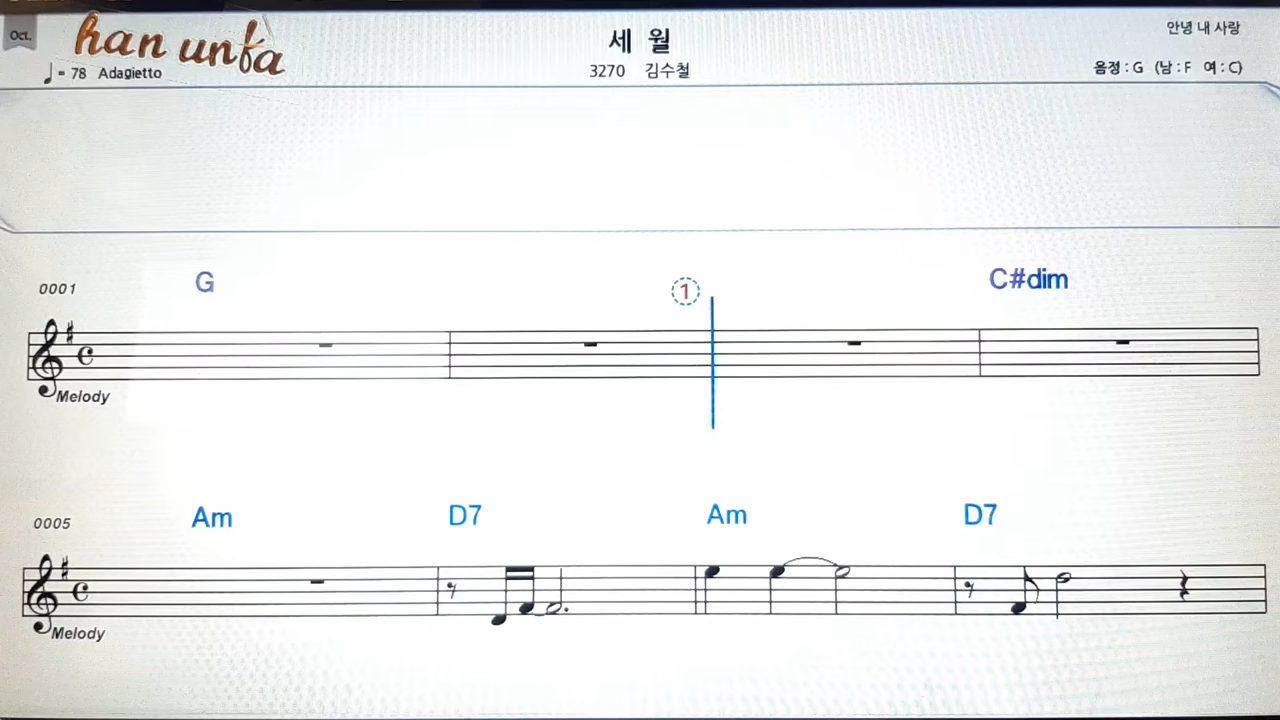 Oct.
han unfa
= 78 Adagietto
세 월
3270 김수철
안녕 내 사랑
음정 : G (남 : F 여 : C)
0001
G
1
C#dim
Melody
0005
Am
D7
Am
D7
Melody